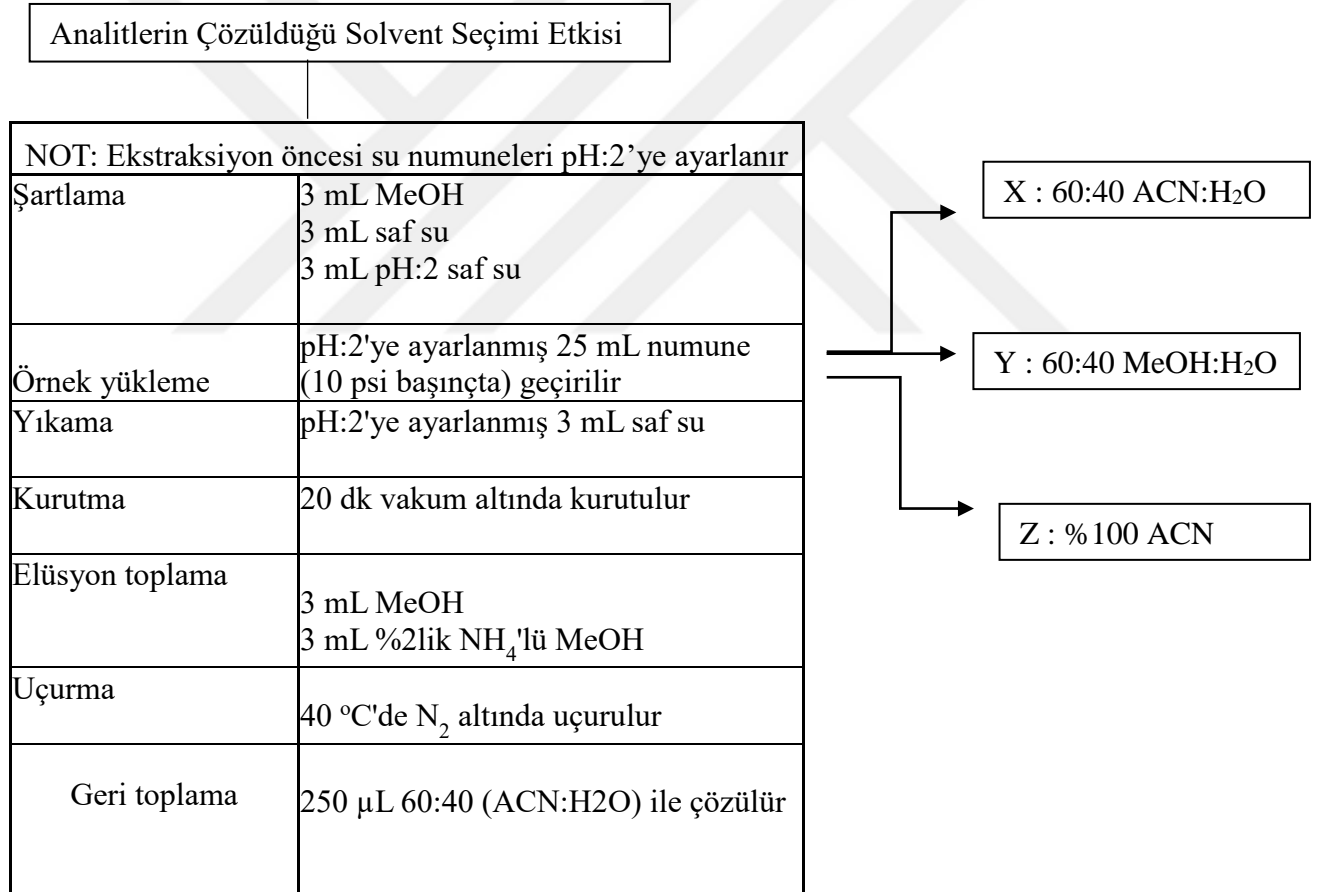 Analitlerin Çözüldüğü Solvent Seçimi Etkisi
NOT: Ekstraksiyon öncesi su numuneleri pH:2’ye ayarlanır
Şartlama
3 mL MeOH
3 mL saf su
3 mL pH:2 saf su
Örnek yükleme
pH:2'ye ayarlanmış 25 mL numune
(10 psi başınçta) geçirilir
Yıkama
pH:2'ye ayarlanmış 3 mL saf su
Kurutma
20 dk vakum altında kurutulur
Elüsyon toplama
3 mL MeOH
3 mL %2lik NH₄'lü MeOH
Uçurma
40 ºC'de N₂ altında uçurulur
Geri toplama
250 µL 60:40 (ACN:H2O) ile çözülür
X : 60:40 ACN:H₂O
Y : 60:40 MeOH:H₂O
Z : %100 ACN